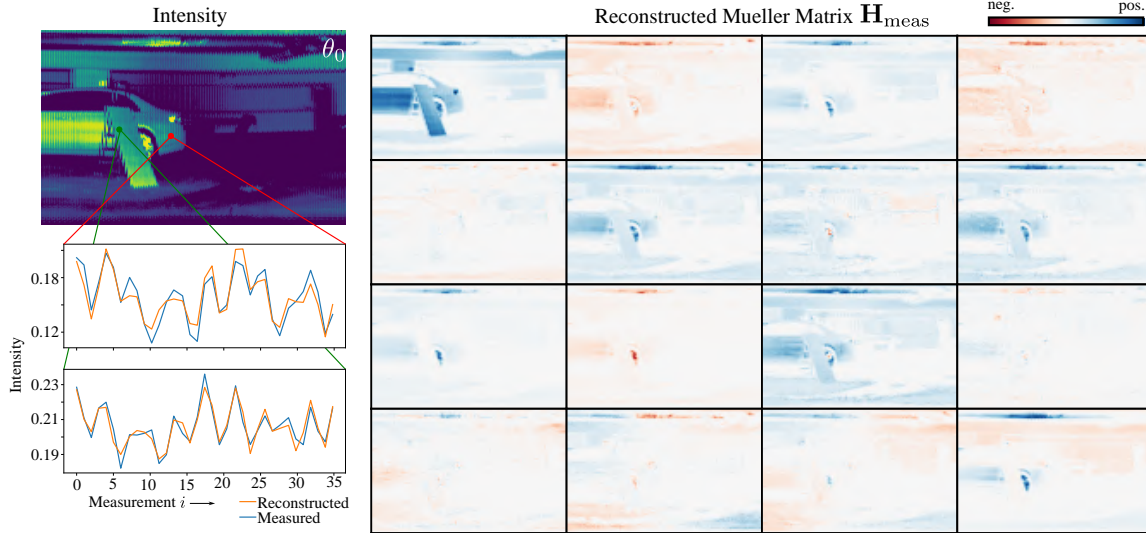 Intensity
θ₀
Reconstructed Mueller Matrix H_meas
neg.
pos.
Intensity
0.18
0.12
0.23
0.21
0.19
0 5 10 15 20 25 30 35
Measurement i ⟶
Reconstructed
Measured